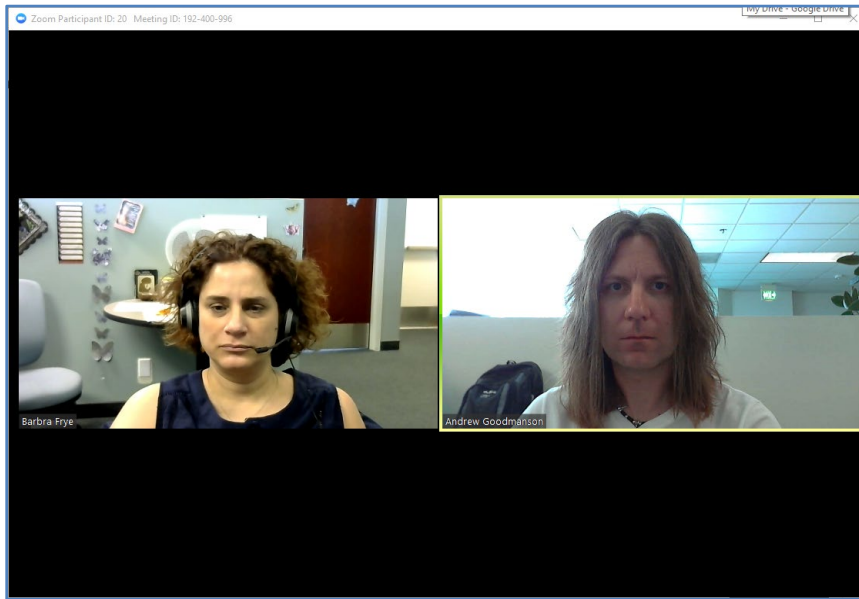 Zoom Participant ID: 20 Meeting ID: 192-400-996
My Drive - Google Drive
Barbra Frye
Andrew Goodmanson